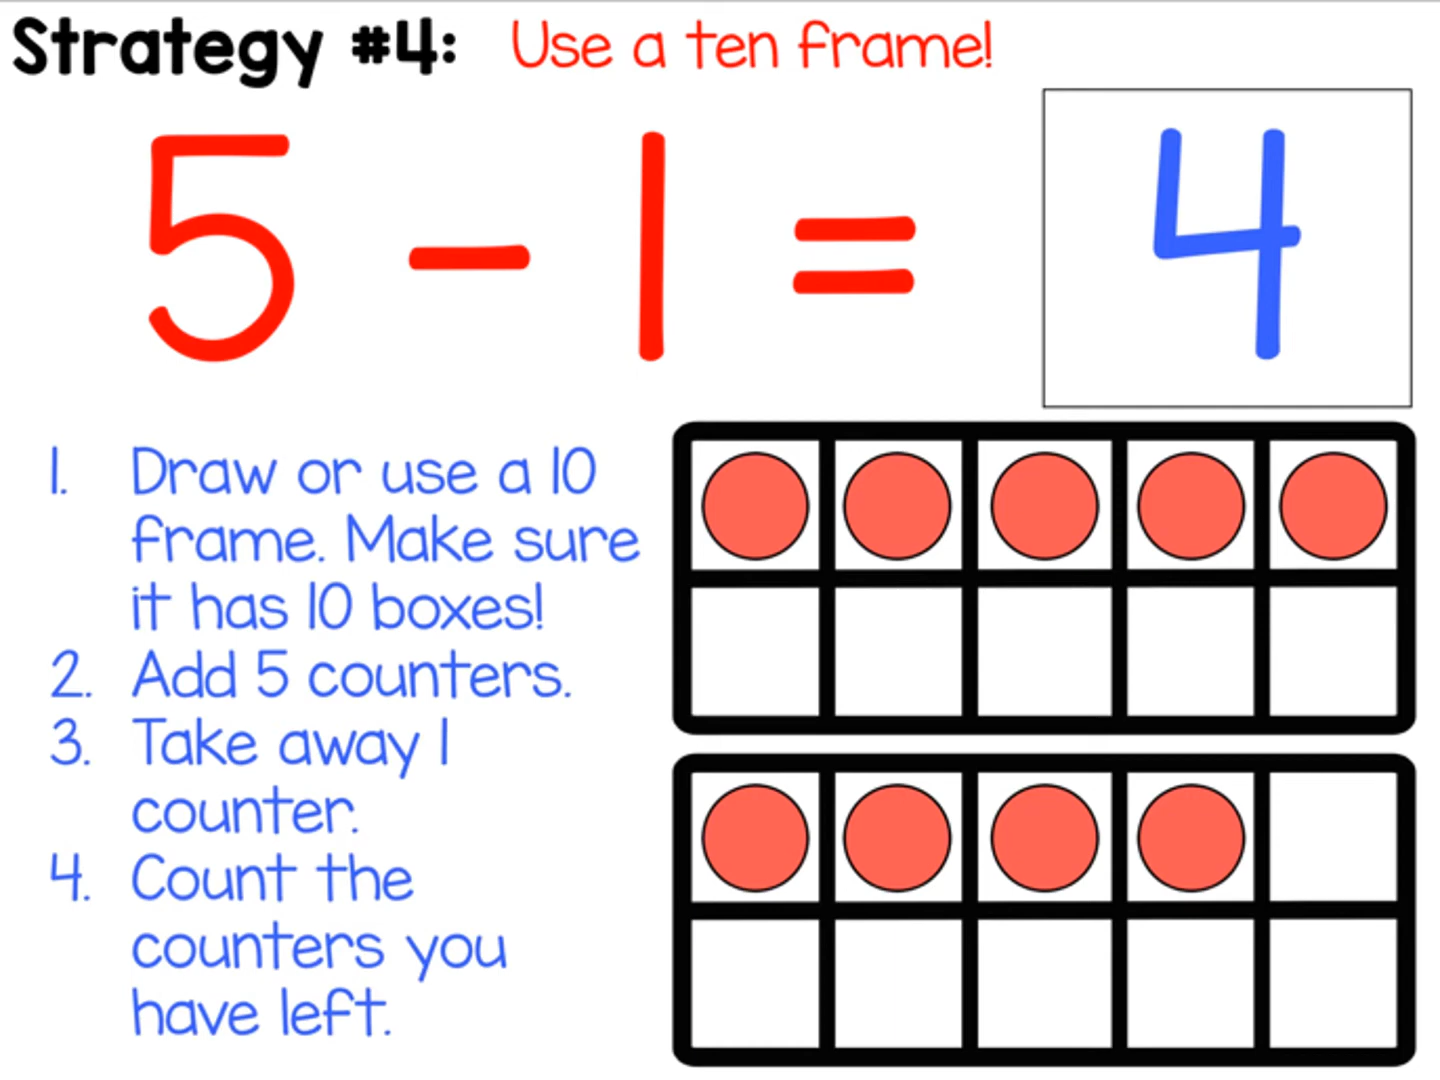 Strategy #4: Use a ten frame!
5 - 1 = 4
1. Draw or use a 10
frame. Make sure
it has 10 boxes!
2. Add 5 counters.
3. Take away 1
counter.
4. Count the
counters you
have left.